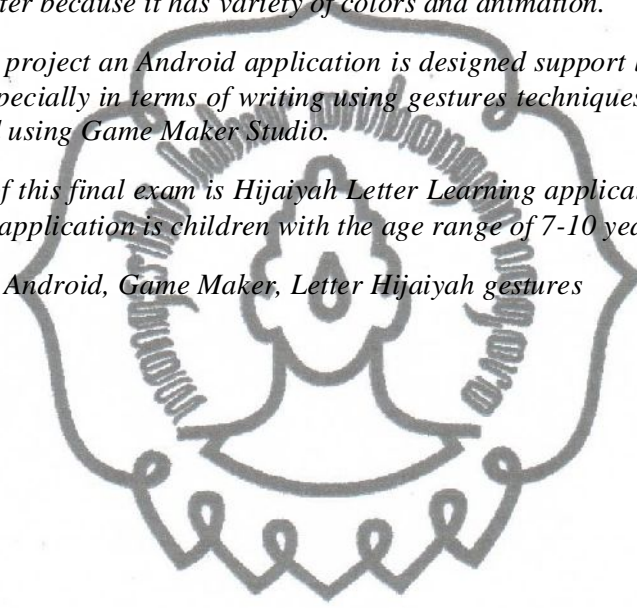 ter because it has variety of colors and animation.
project an Android application is designed support
pecially in terms of writing using gestures techniques
using Game Maker Studio.
of this final exam is Hijaiyah Letter Learning applicat
application is children with the age range of 7-10 yea
Android, Game Maker, Letter Hijaiyah gestures